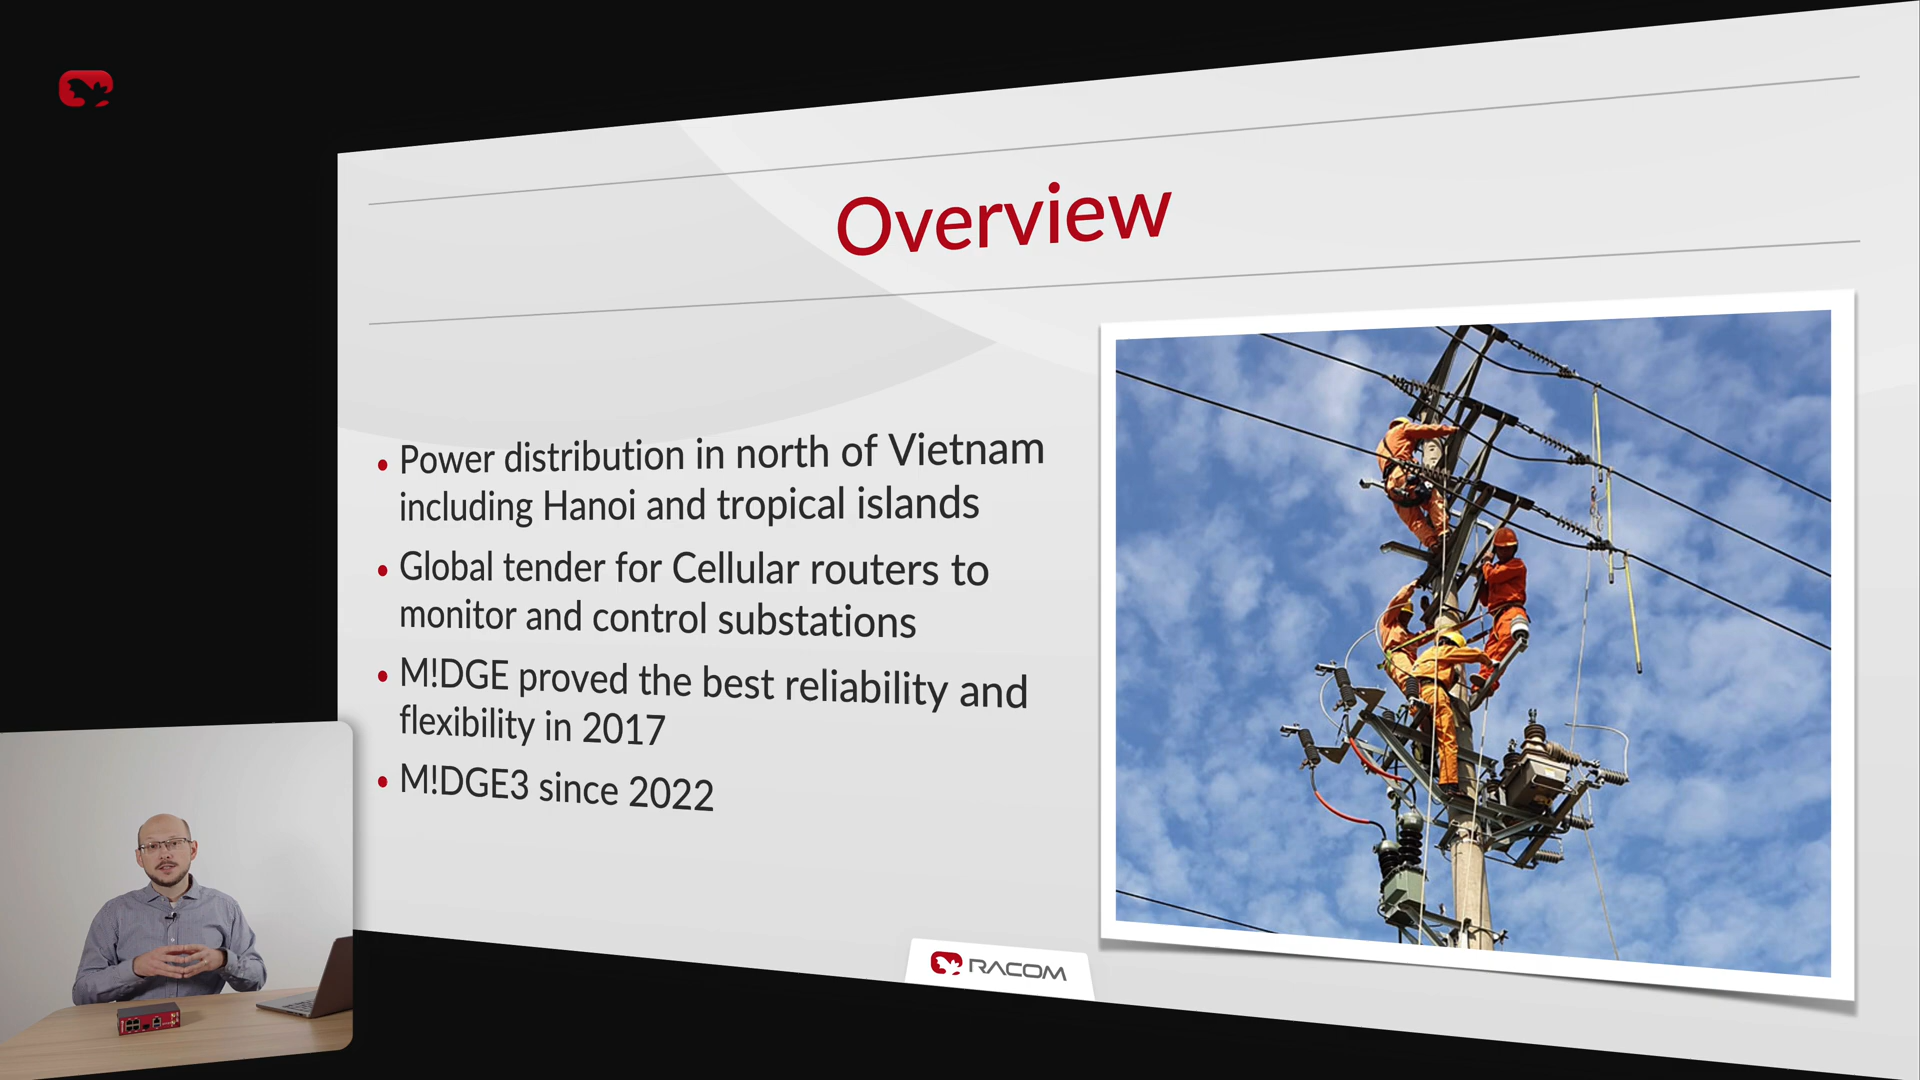 Overview
Power distribution in north of Vietnam
including Hanoi and tropical islands
Global tender for Cellular routers to
monitor and control substations
M!DGE proved the best reliability and
flexibility in 2017
M!DGE3 since 2022
RACOM